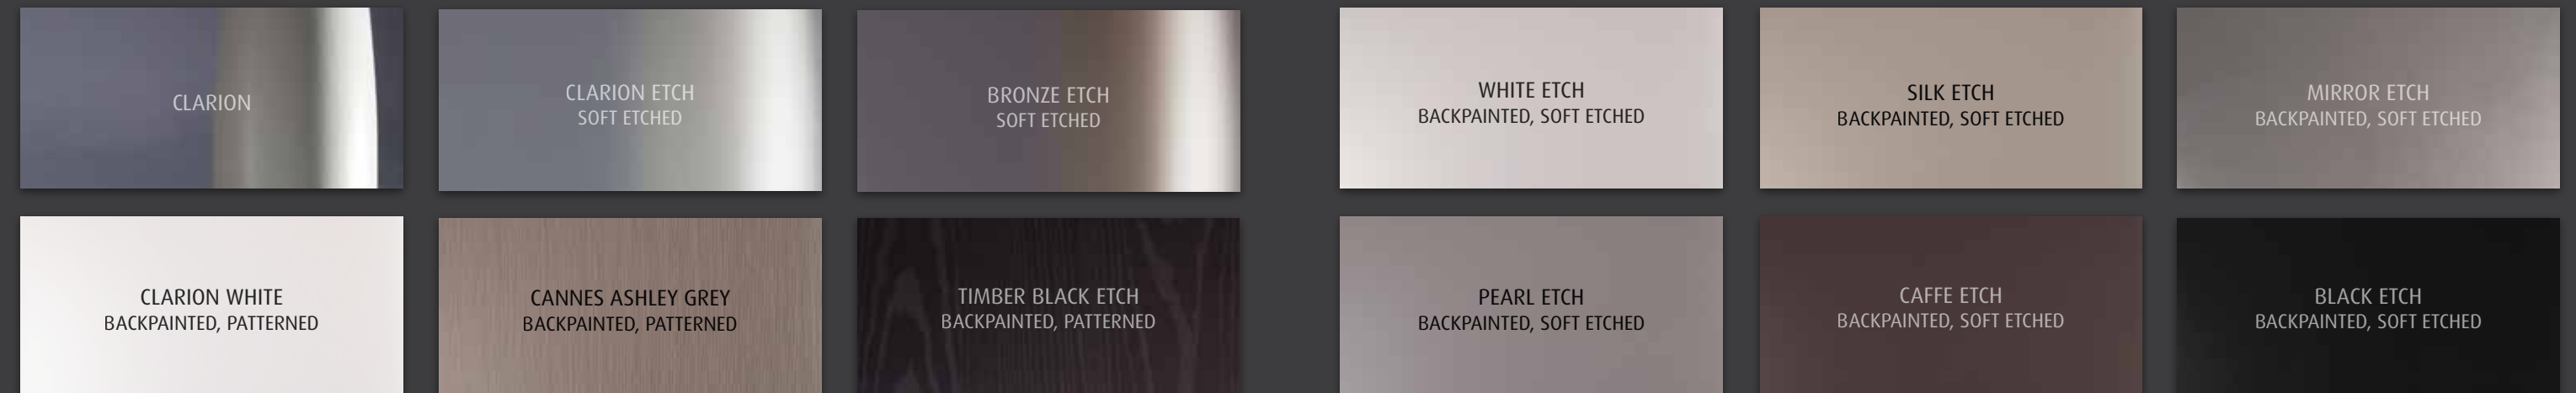 CLARION
CLARION ETCH
SOFT ETCHED
BRONZE ETCH
SOFT ETCHED
WHITE ETCH
BACKPAINTED, SOFT ETCHED
SILK ETCH
BACKPAINTED, SOFT ETCHED
MIRROR ETCH
BACKPAINTED, SOFT ETCHED
CLARION WHITE
BACKPAINTED, PATTERNED
CANNES ASHLEY GREY
BACKPAINTED, PATTERNED
TIMBER BLACK ETCH
BACKPAINTED, PATTERNED
PEARL ETCH
BACKPAINTED, SOFT ETCHED
CAFFE ETCH
BACKPAINTED, SOFT ETCHED
BLACK ETCH
BACKPAINTED, SOFT ETCHED